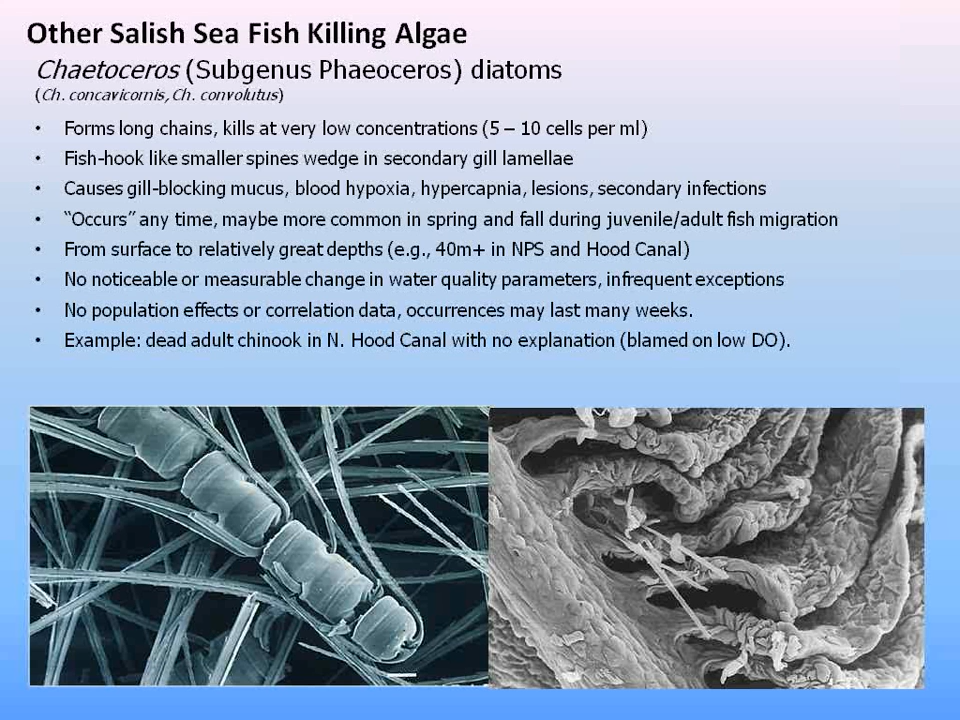 Other Salish Sea Fish Killing Algae
Chaetoceros (Subgenus Phaeoceros) diatoms
(Ch. concavicornis, Ch. convolutus)
• Forms long chains, kills at very low concentrations (5 – 10 cells per ml)
• Fish-hook like smaller spines wedge in secondary gill lamellae
• Causes gill-blocking mucus, blood hypoxia, hypercapnia, lesions, secondary infections
• “Occurs” any time, maybe more common in spring and fall during juvenile/adult fish migration
• From surface to relatively great depths (e.g., 40m+ in NPS and Hood Canal)
• No noticeable or measurable change in water quality parameters, infrequent exceptions
• No population effects or correlation data, occurrences may last many weeks.
• Example: dead adult chinook in N. Hood Canal with no explanation (blamed on low DO).